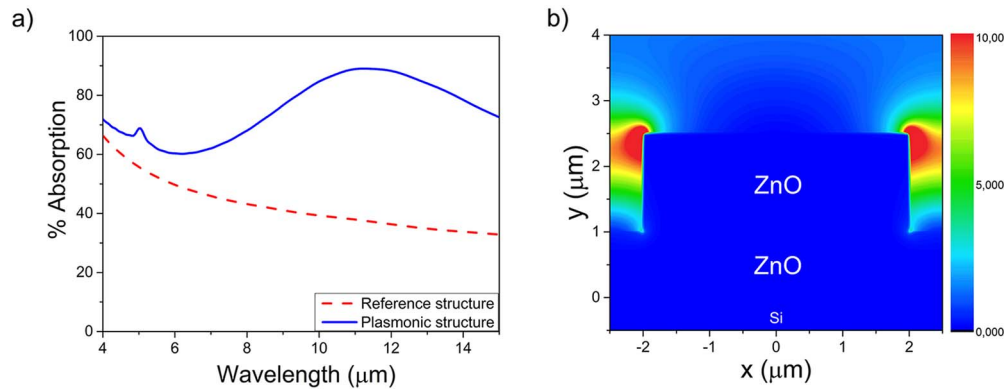 a)
% Absorption
100
80
60
40
20
0
4
6
8
10
12
14
Wavelength (μm)
Reference structure
Plasmonic structure
b)
y (μm)
4
3
2
1
0
-2
-1
0
1
2
x (μm)
ZnO
ZnO
Si
10,00
5,000
0,000